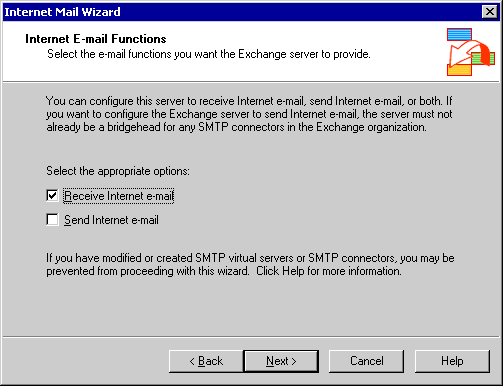 Internet Mail Wizard
Internet E-mail Functions
Select the e-mail functions you want the Exchange server to provide.
You can configure this server to receive Internet e-mail, send Internet e-mail, or both. If
you want to configure the Exchange server to send Internet e-mail, the server must not
already be a bridgehead for any SMTP connectors in the Exchange organization.
Select the appropriate options:
Receive Internet e-mail
Send Internet e-mail
If you have modified or created SMTP virtual servers or SMTP connectors, you may be
prevented from proceeding with this wizard.  Click Help for more information.
< Back Next > Cancel Help